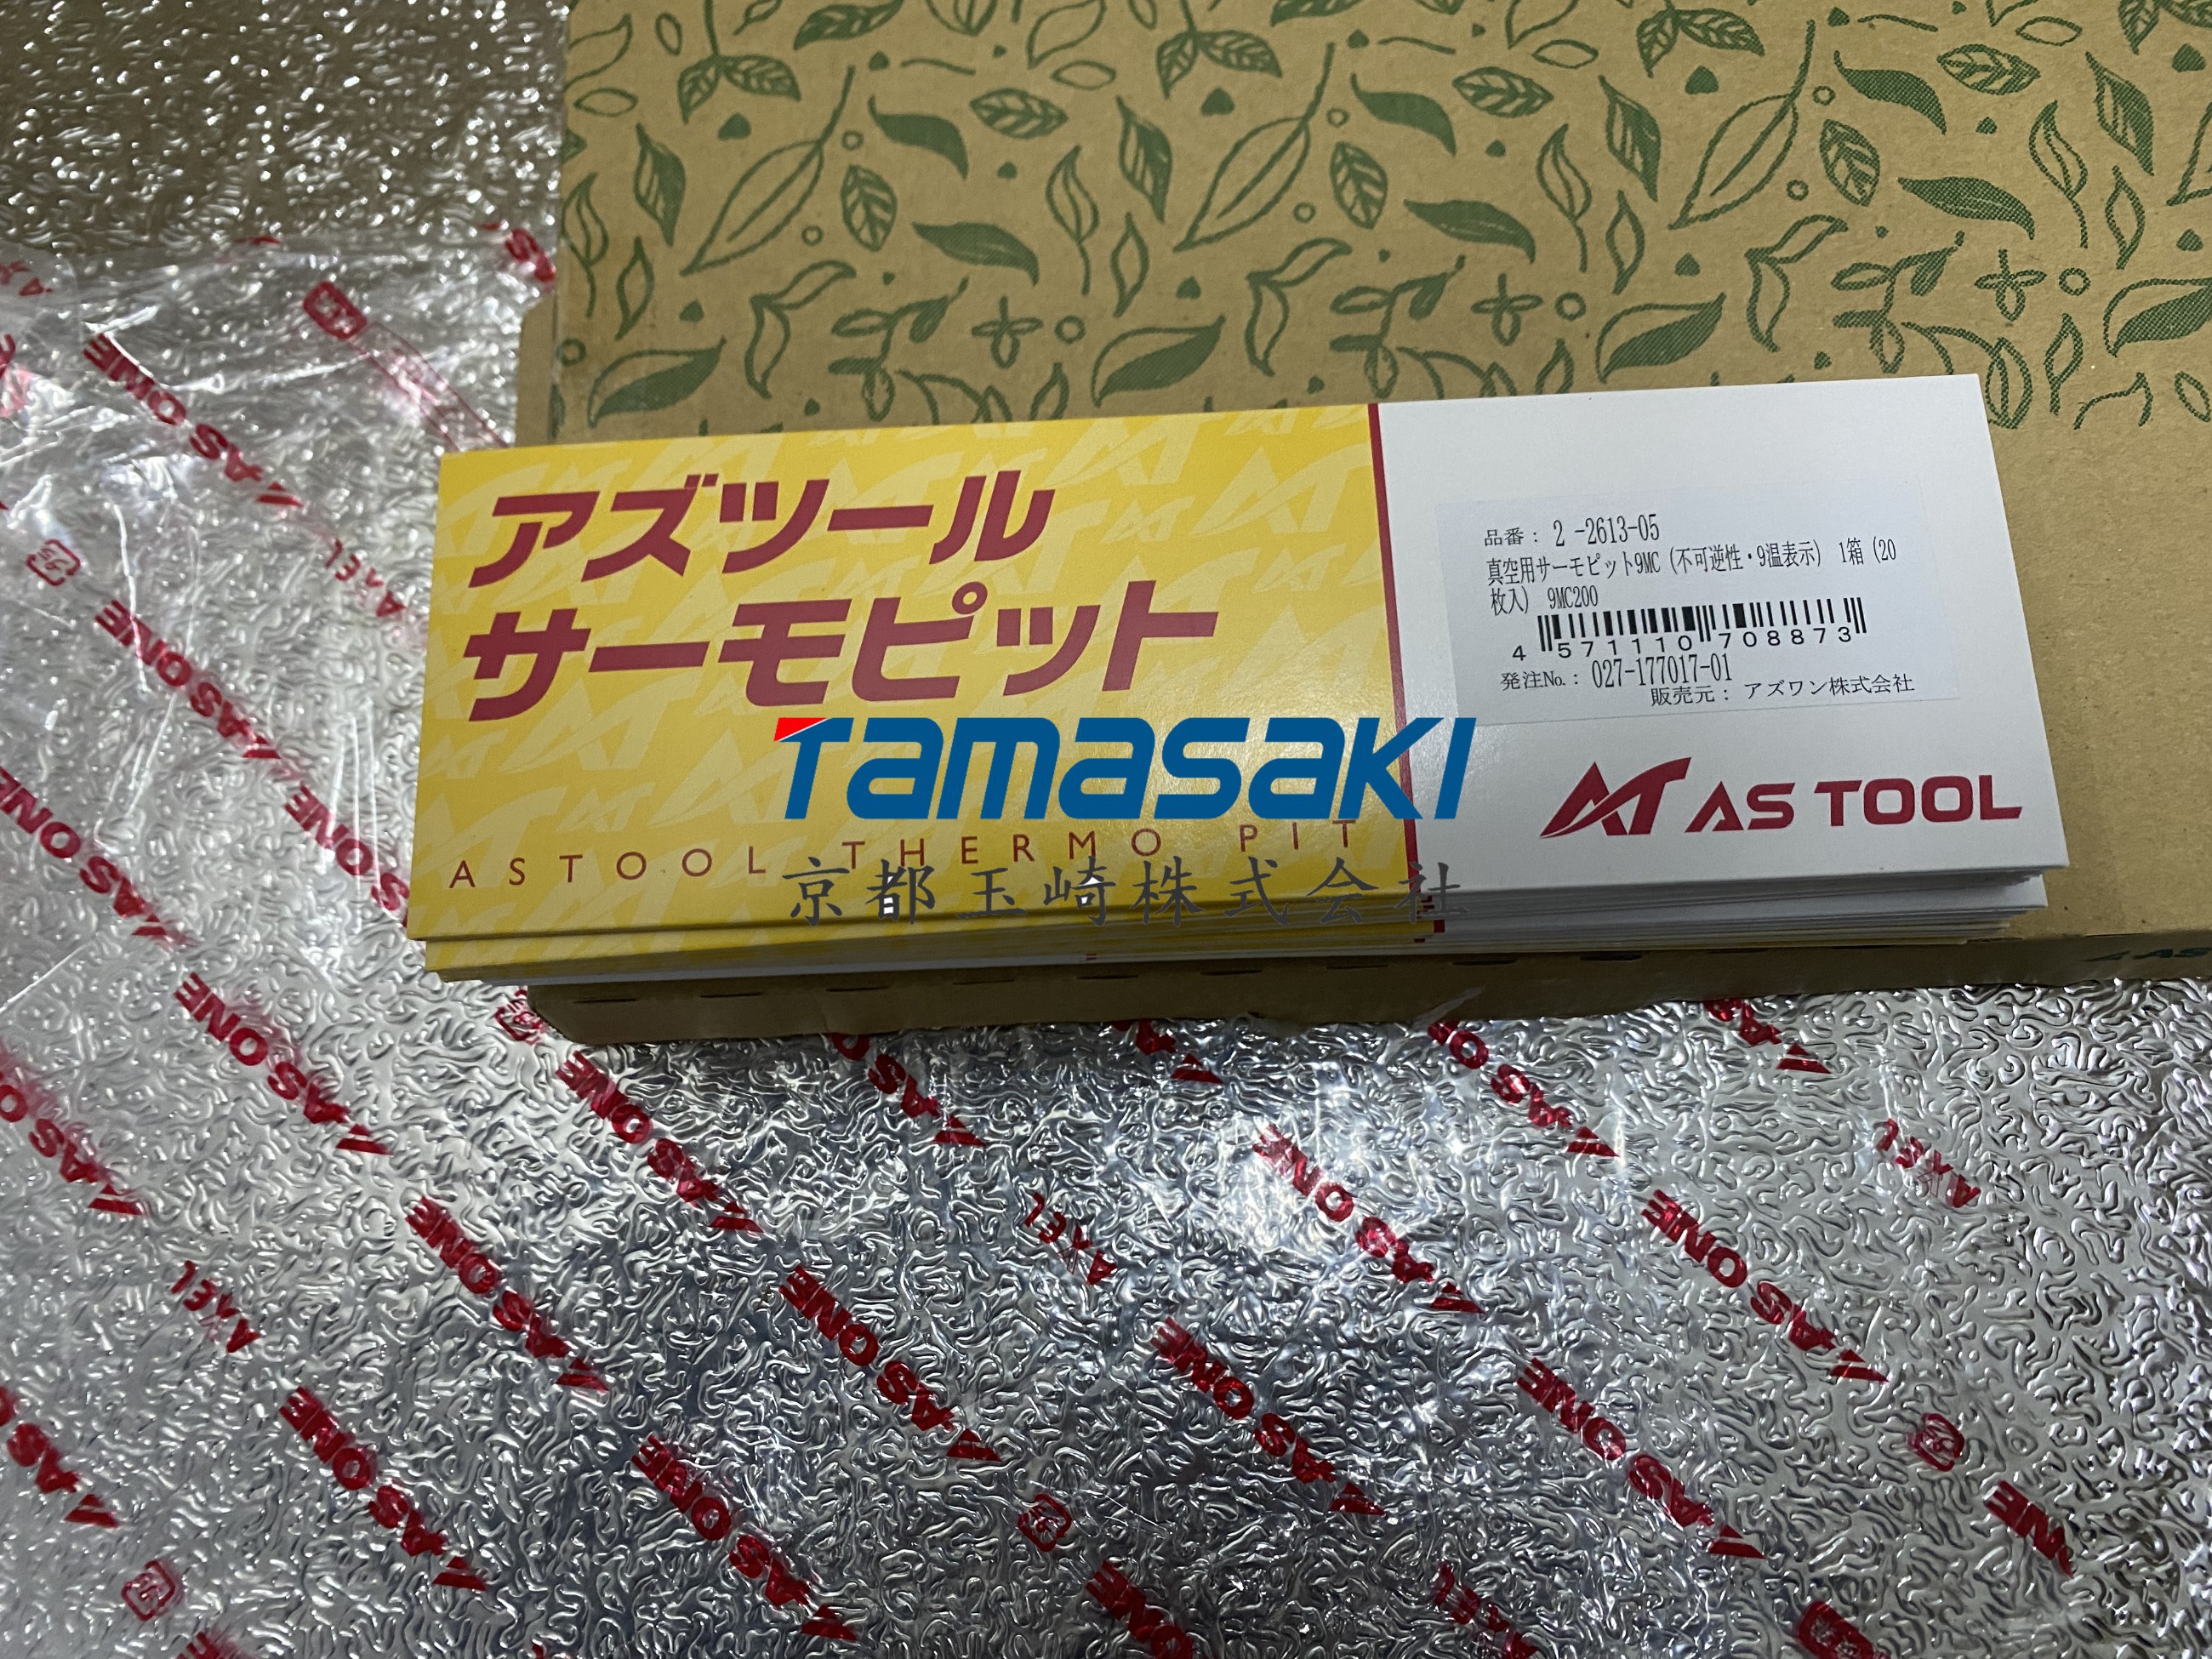 アズツール
サーモピット
ASTOOL THERMO PIT
品番: 2 -2613-05
真空用サーモピット9MC (不可逆性・9温表示) 1箱 (20
枚入) 9MC200
4 571110 708873
発注No.: 027-177017-01
販売元: アズワン株式会社
AS TOOL
Tamasaki
京都玉崎株式会社
AS ONE
AXEL